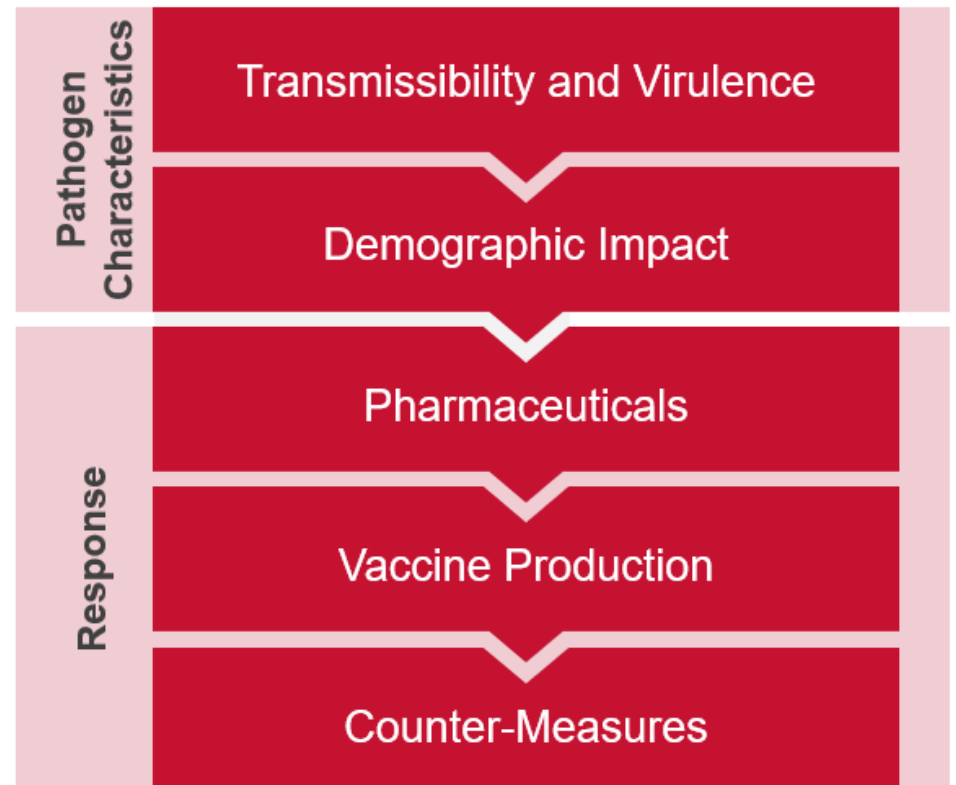 Pathogen
Characteristics
Transmissibility and Virulence
Demographic Impact
Response
Pharmaceuticals
Vaccine Production
Counter-Measures